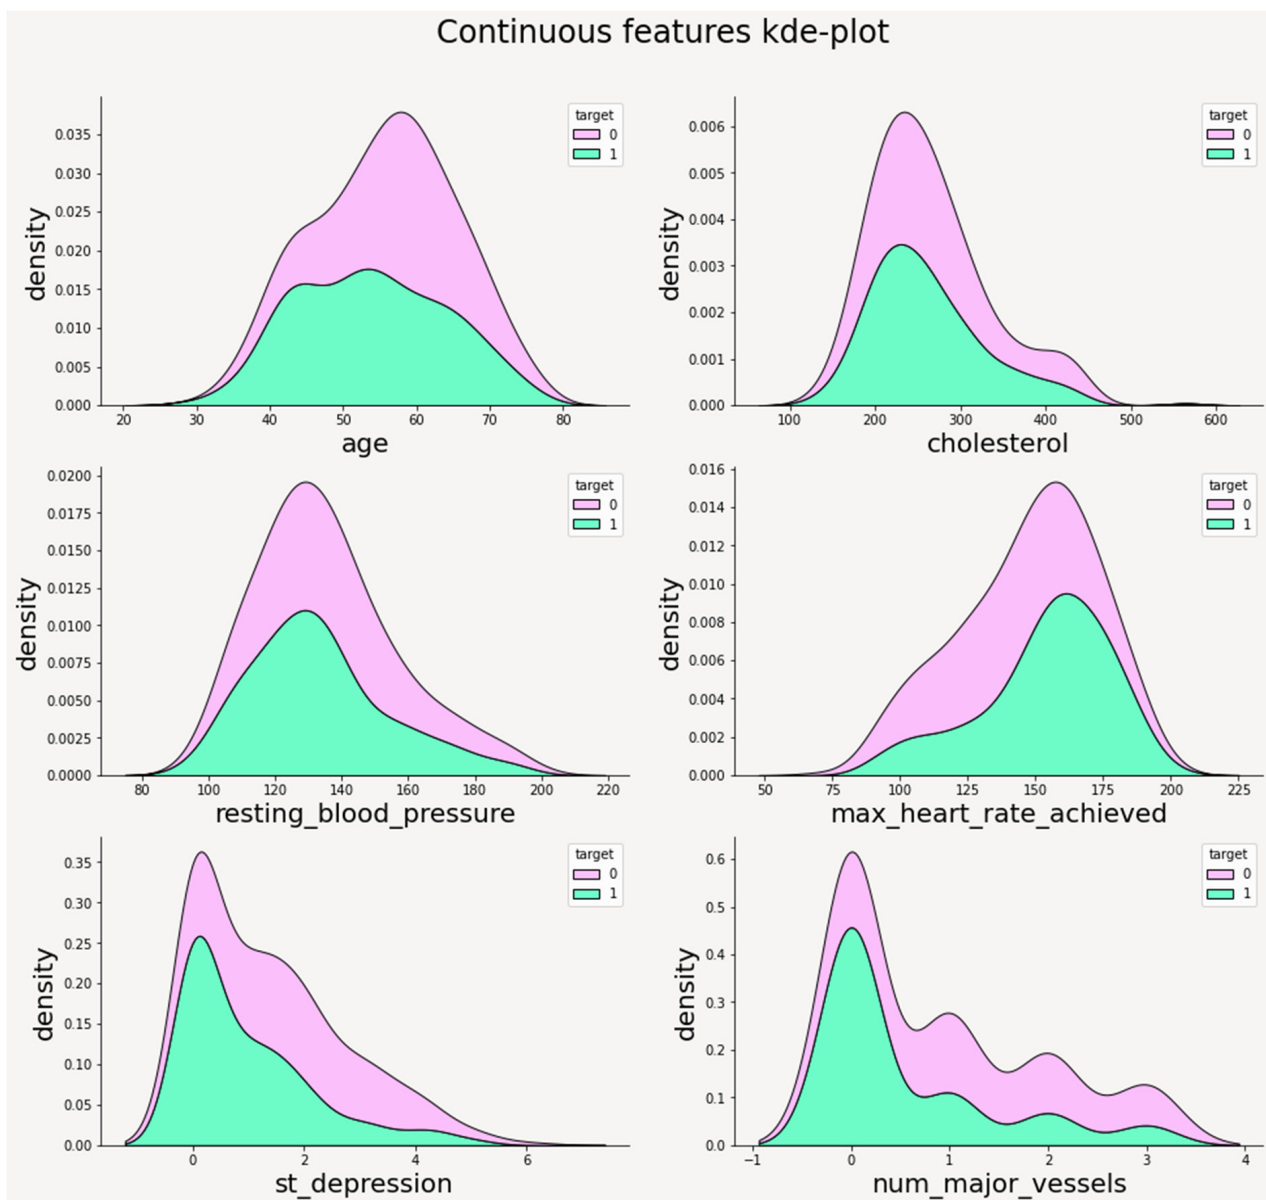 Continuous features kde-plot
target
0
1
density
0.035
0.030
0.025
0.020
0.015
0.010
0.005
0.000
20 30 40 50 60 70 80
age
target
0
1
density
0.006
0.005
0.004
0.003
0.002
0.001
0.000
100 200 300 400 500 600
cholesterol
target
0
1
density
0.0200
0.0175
0.0150
0.0125
0.0100
0.0075
0.0050
0.0025
0.0000
80 100 120 140 160 180 200 220
resting_blood_pressure
target
0
1
density
0.016
0.014
0.012
0.010
0.008
0.006
0.004
0.002
0.000
50 75 100 125 150 175 200 225
max_heart_rate_achieved
target
0
1
density
0.35
0.30
0.25
0.20
0.15
0.10
0.05
0.00
0 2 4 6
st_depression
target
0
1
density
0.6
0.5
0.4
0.3
0.2
0.1
0.0
−1 0 1 2 3 4
num_major_vessels